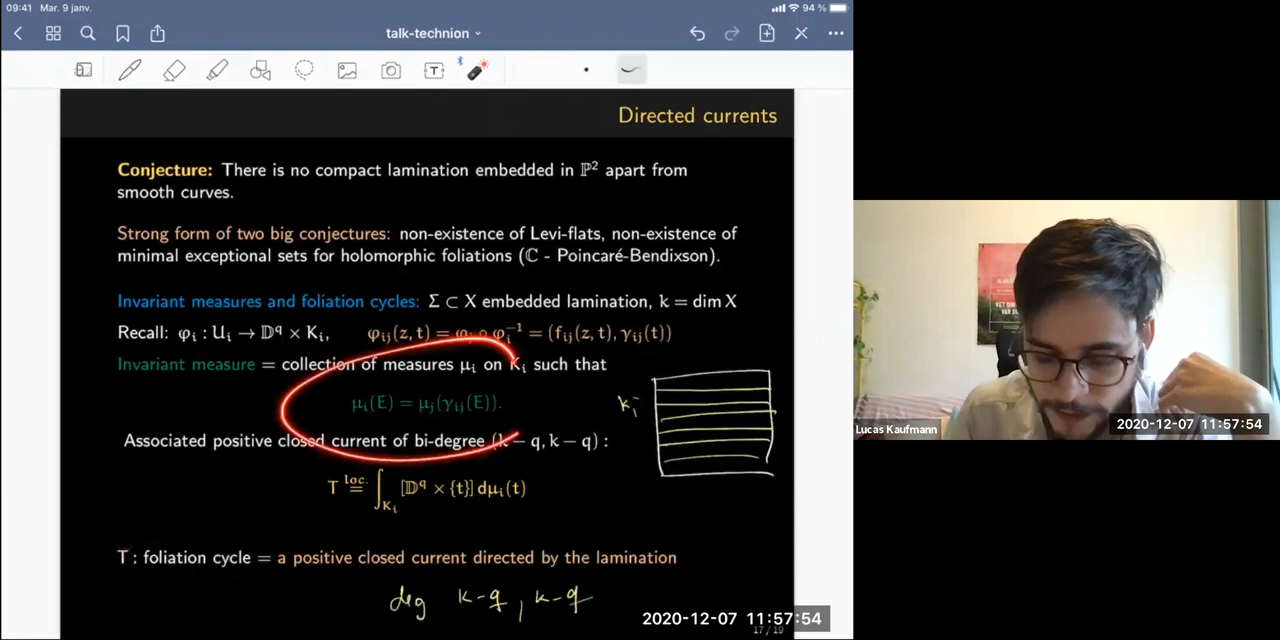 09:41 Mar. 9 janv.
94 %
talk-technion
Directed currents
Conjecture: There is no compact lamination embedded in ℙ² apart from
smooth curves.
Strong form of two big conjectures: non-existence of Levi-flats, non-existence of
minimal exceptional sets for holomorphic foliations (ℂ - Poincaré-Bendixson).
Invariant measures and foliation cycles: Σ ⊂ X embedded lamination, k = dim X
Recall: φᵢ : Uᵢ → 𝔻^q × Kᵢ, φᵢⱼ(z, t) = φⱼ ∘ φᵢ⁻¹ = (fᵢⱼ(z, t), γᵢⱼ(t))
Invariant measure = collection of measures μᵢ on Kᵢ such that
μᵢ(E) = μⱼ(γᵢⱼ(E)).
Kᵢ
Associated positive closed current of bi-degree (k − q, k − q) :
T loc. = ∫_Kᵢ [𝔻^q × {t}] dμᵢ(t)
T : foliation cycle = a positive closed current directed by the lamination
deg k-q, k-q
17 / 19
2020-12-07 11:57:54
Lucas Kaufmann
2020-12-07 11:57:54